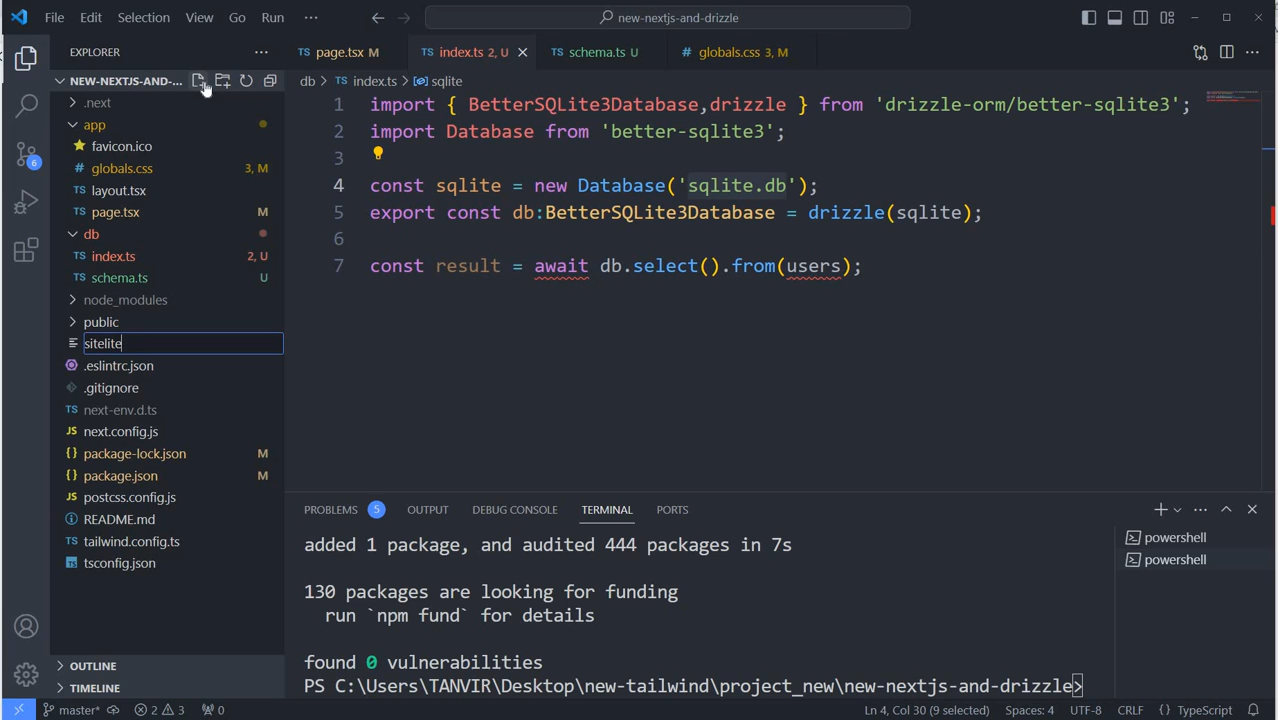 File Edit Selection View Go Run ··· new-nextjs-and-drizzle
EXPLORER ···
NEW-NEXTJS-AND-...
.next
app
favicon.ico
globals.css 3, M
layout.tsx
page.tsx M
db
index.ts 2, U
schema.ts U
node_modules
public
sitelite
.eslintrc.json
.gitignore
TS next-env.d.ts
JS next.config.js
{} package-lock.json M
{} package.json M
JS postcss.config.js
README.md
TS tailwind.config.ts
tsconfig.json
OUTLINE
TIMELINE
page.tsx M TS index.ts 2, U TS schema.ts U # globals.css 3, M
db > TS index.ts > sqlite
1 import { BetterSQLite3Database,drizzle } from 'drizzle-orm/better-sqlite3';
2 import Database from 'better-sqlite3';
3
4 const sqlite = new Database('sqlite.db');
5 export const db:BetterSQLite3Database = drizzle(sqlite);
6
7 const result = await db.select().from(users);
PROBLEMS 5 OUTPUT DEBUG CONSOLE TERMINAL PORTS
added 1 package, and audited 444 packages in 7s
130 packages are looking for funding
run `npm fund` for details
found 0 vulnerabilities
PS C:\Users\TANVIR\Desktop\new-tailwind\project_new\new-nextjs-and-drizzle>
powershell
powershell
6
master* 2 3 0 Ln 4, Col 30 (9 selected) Spaces: 4 UTF-8 CRLF {} TypeScript